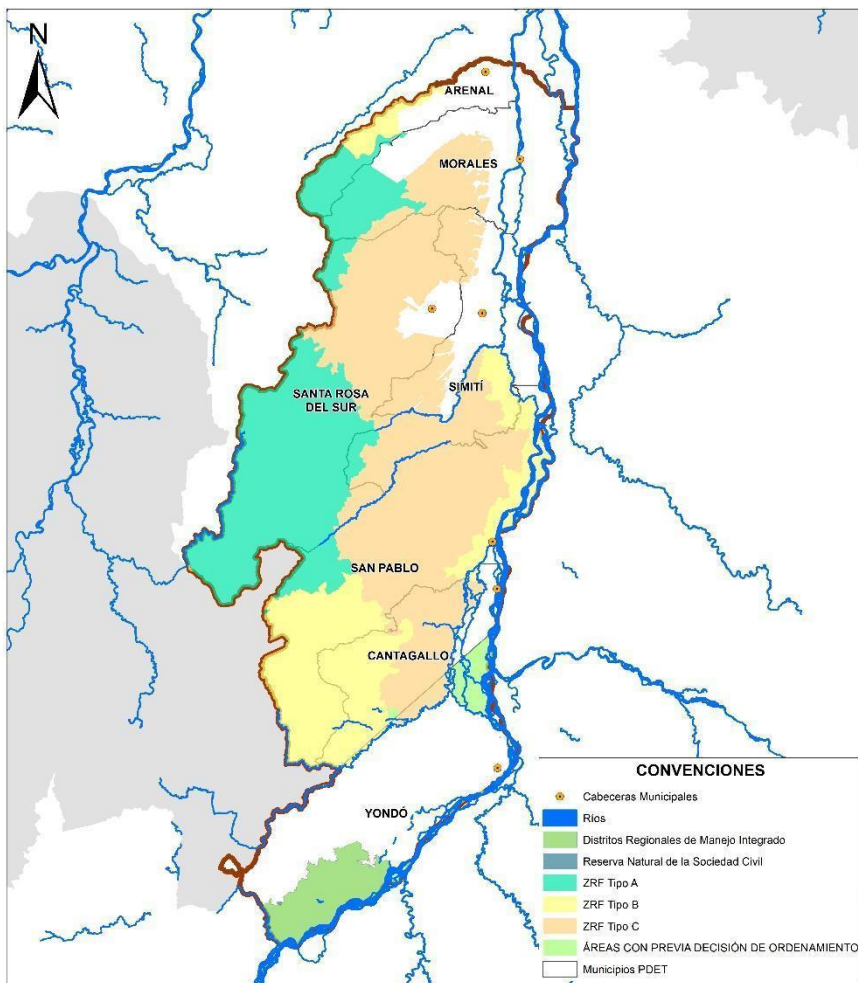 N
ARENAL
MORALES
SIMITÍ
SANTA ROSA
DEL SUR
SAN PABLO
CANTAGALLO
YONDÓ
CONVENCIONES
Cabeceras Municipales
Ríos
Distritos Regionales de Manejo Integrado
Reserva Natural de la Sociedad Civil
ZRF Tipo A
ZRF Tipo B
ZRF Tipo C
ÁREAS CON PREVIA DECISIÓN DE ORDENAMIENTO
Municipios PDET